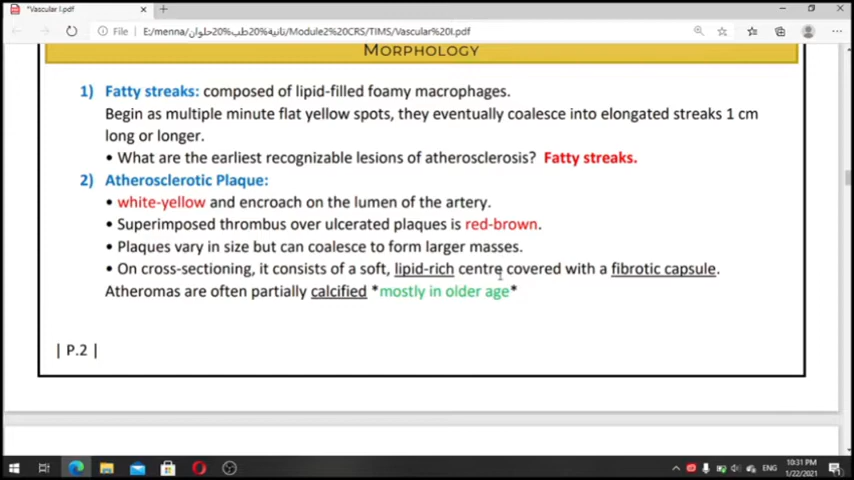 *Vascular I.pdf
File | E:/menna/تانية%20طب%20حلوان/Module2%20CRS/TIMS/Vascular%20I.pdf
MORPHOLOGY
1) Fatty streaks: composed of lipid-filled foamy macrophages.
Begin as multiple minute flat yellow spots, they eventually coalesce into elongated streaks 1 cm
long or longer.
• What are the earliest recognizable lesions of atherosclerosis? Fatty streaks.
2) Atherosclerotic Plaque:
• white-yellow and encroach on the lumen of the artery.
• Superimposed thrombus over ulcerated plaques is red-brown.
• Plaques vary in size but can coalesce to form larger masses.
• On cross-sectioning, it consists of a soft, lipid-rich centre covered with a fibrotic capsule.
Atheromas are often partially calcified *mostly in older age*
| P.2 |
ENG
10:31 PM
1/22/2021